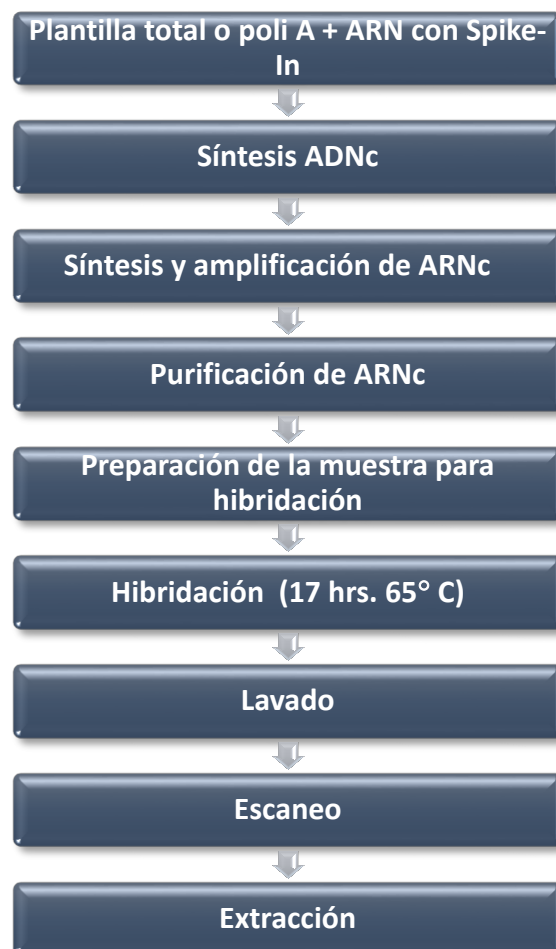 Plantilla total o poli A + ARN con Spike-
In
Síntesis ADNc
Síntesis y amplificación de ARNc
Purificación de ARNc
Preparación de la muestra para
hibridación
Hibridación (17 hrs. 65° C)
Lavado
Escaneo
Extracción